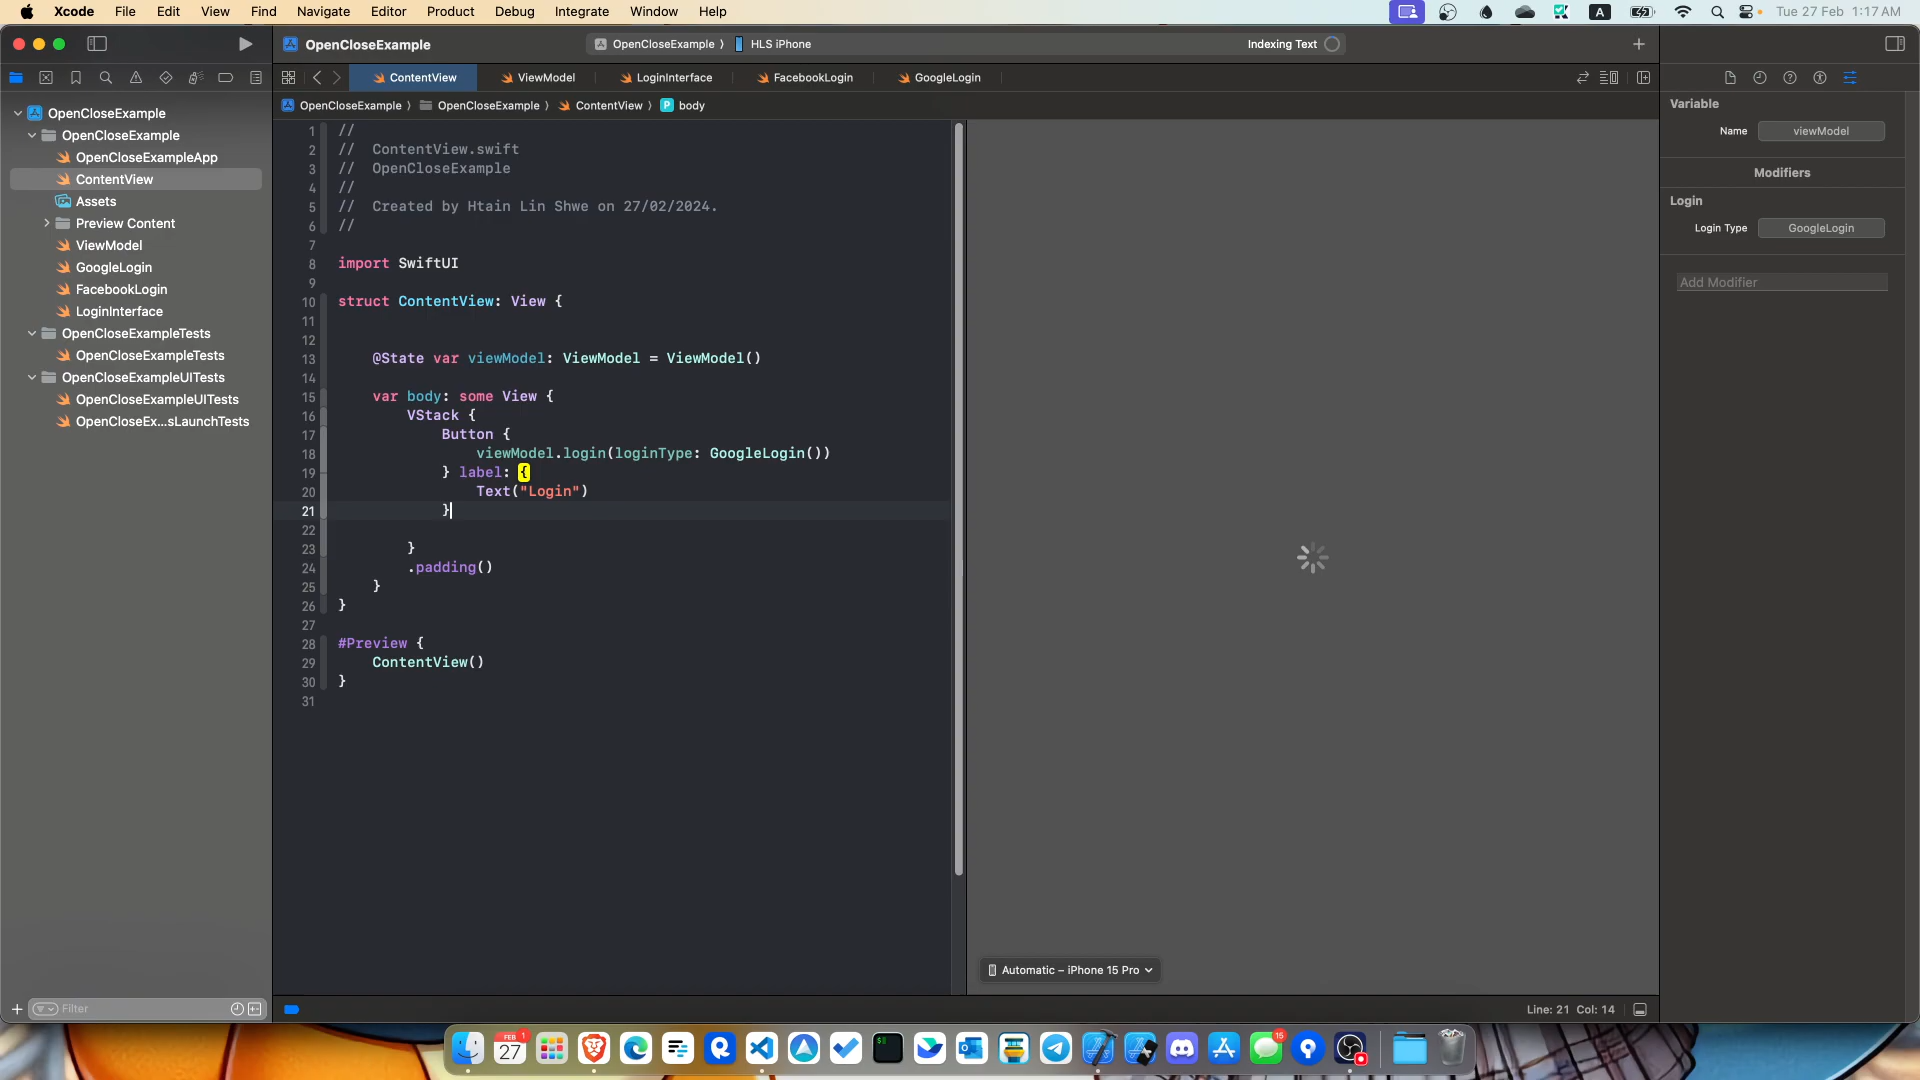 Xcode File Edit View Find Navigate Editor Product Debug Integrate Window Help A Tue 27 Feb 1:17 AM
OpenCloseExample OpenCloseExample HLS iPhone Indexing Text
ContentView ViewModel LoginInterface FacebookLogin GoogleLogin
OpenCloseExample OpenCloseExample ContentView P body
OpenCloseExample
OpenCloseExample
OpenCloseExampleApp
ContentView
Assets
Preview Content
ViewModel
GoogleLogin
FacebookLogin
LoginInterface
OpenCloseExampleTests
OpenCloseExampleTests
OpenCloseExampleUITests
OpenCloseExampleUITests
OpenCloseEx...sLaunchTests
Filter
1 //
2 // ContentView.swift
3 // OpenCloseExample
4 //
5 // Created by Htain Lin Shwe on 27/02/2024.
6 //
7
8 import SwiftUI
9
10 struct ContentView: View {
11
12
13 @State var viewModel: ViewModel = ViewModel()
14
15 var body: some View {
16 VStack {
17 Button {
18 viewModel.login(loginType: GoogleLogin())
19 } label: {
20 Text("Login")
21 }
22
23 }
24 .padding()
25 }
26 }
27
28 #Preview {
29 ContentView()
30 }
31
Automatic – iPhone 15 Pro
Line: 21 Col: 14
Variable
Name viewModel
Modifiers
Login
Login Type GoogleLogin
Add Modifier
FEB 1
27
15